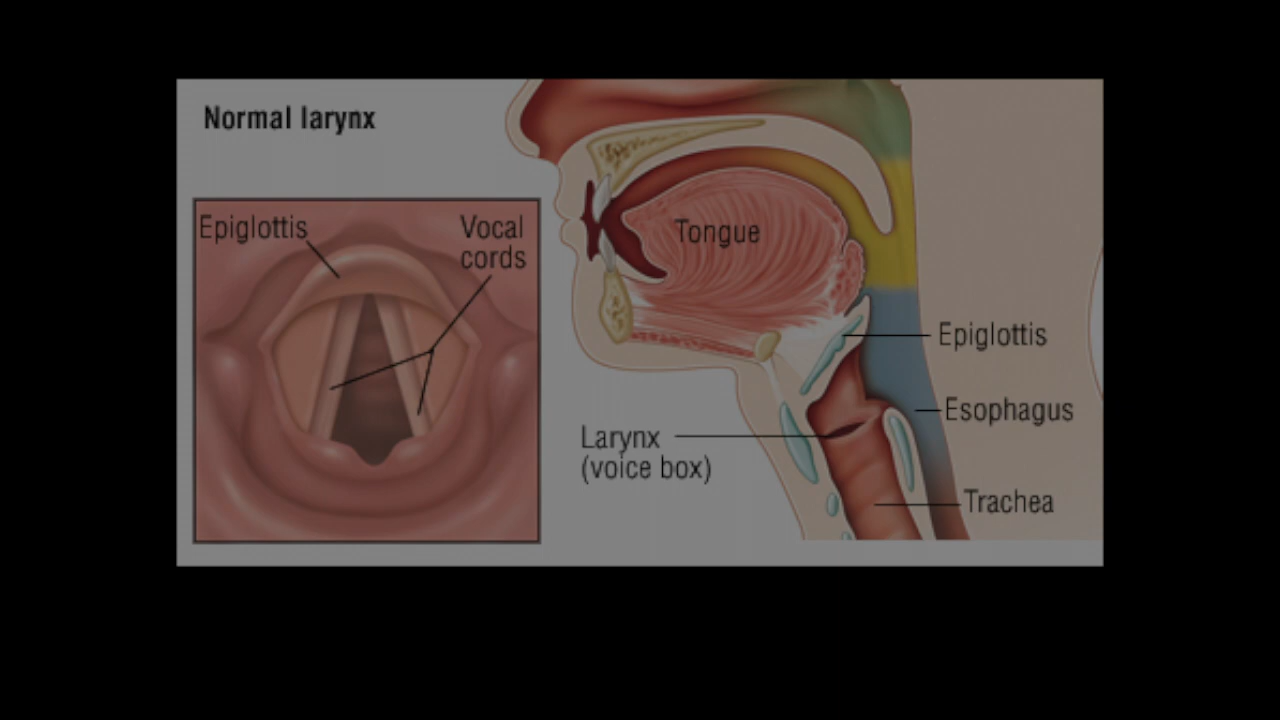 Normal larynx
Epiglottis
Vocal
cords
Tongue
Epiglottis
Esophagus
Larynx
(voice box)
Trachea